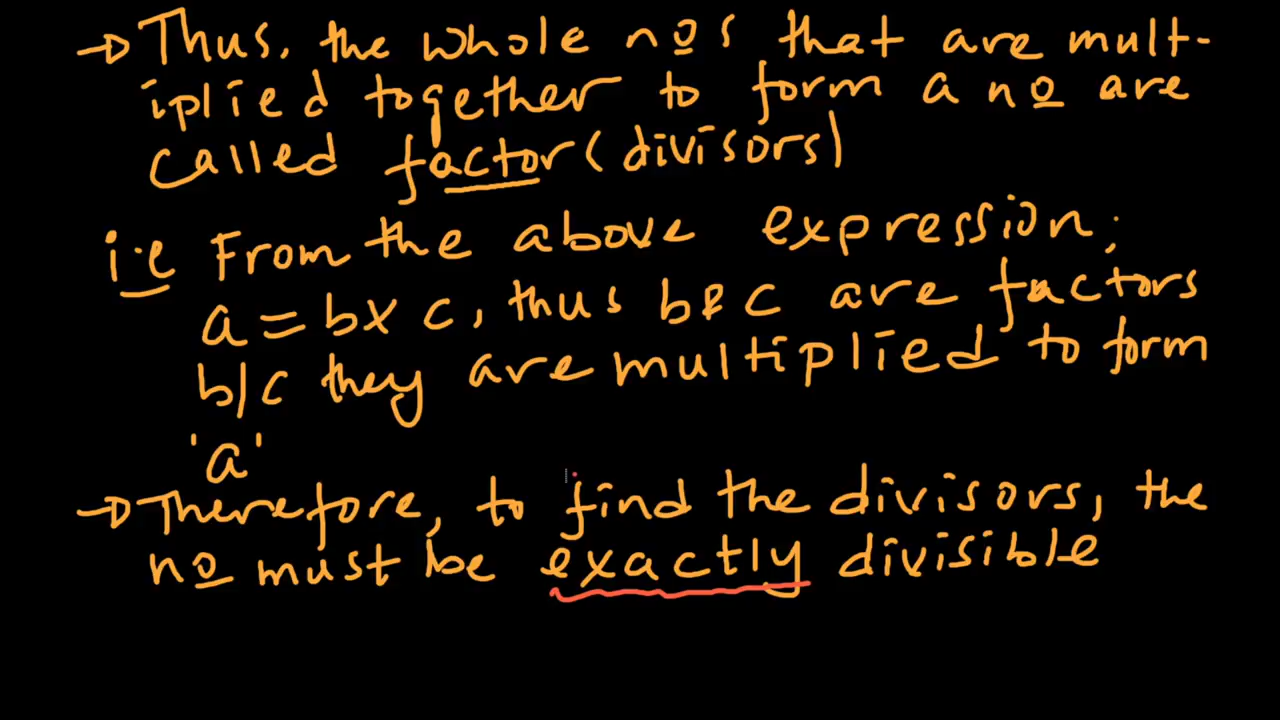 → Thus, the whole nos that are mult-
iplied together to form a no are
called factor (divisors)
i.e From the above expression;
a = b x c, thus b & c are factors
b/c they are multiplied to form
'a'
→ Therefore, to find the divisors, the
no must be exactly divisible